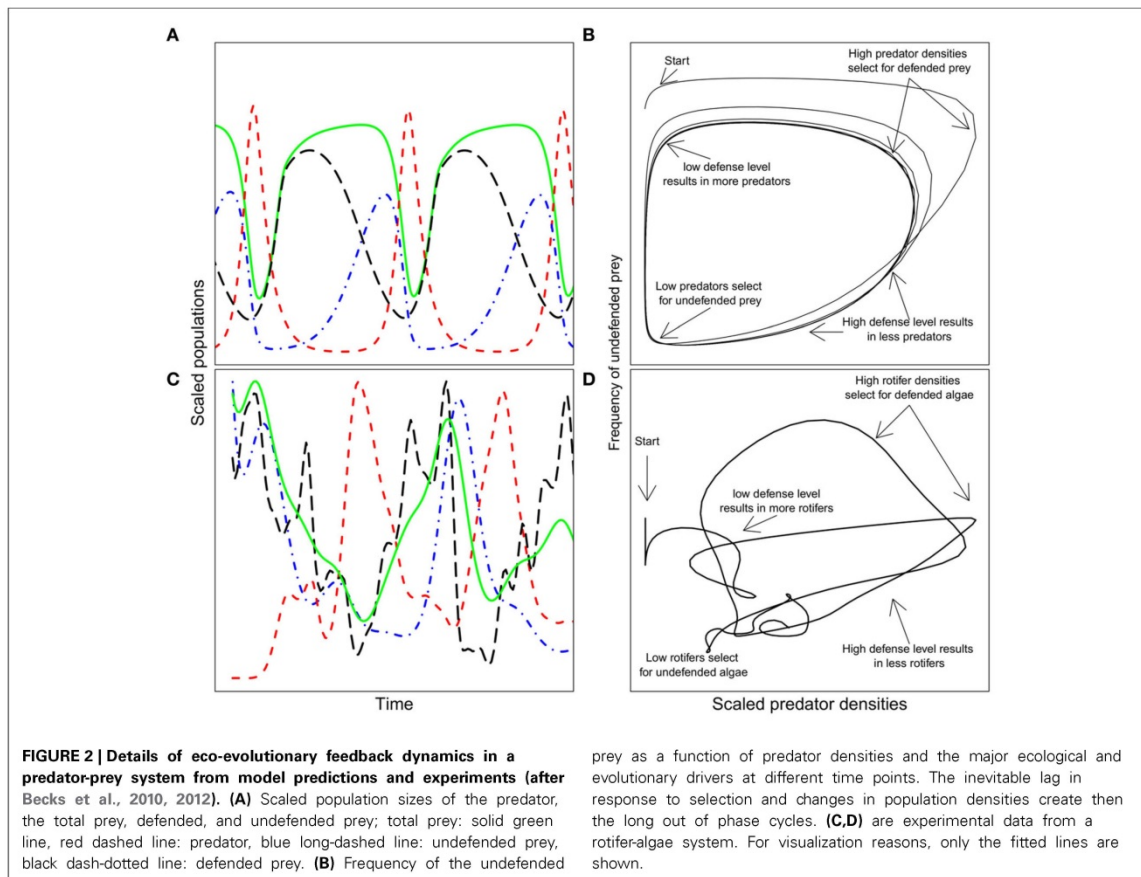 A
B
Start
High predator densities
select for defended prey
low defense level
results in more predators
Low predators select
for undefended prey
High defense level results
in less predators
Scaled populations
Frequency of undefended prey
C
D
High rotifer densities
select for defended algae
Start
low defense level
results in more rotifers
High defense level results
in less rotifers
Low rotifers select
for undefended algae
Time
Scaled predator densities
FIGURE 2 | Details of eco-evolutionary feedback dynamics in a
predator-prey system from model predictions and experiments (after
Becks et al., 2010, 2012). (A) Scaled population sizes of the predator,
the total prey, defended, and undefended prey; total prey: solid green
line, red dashed line: predator, blue long-dashed line: undefended prey,
black dash-dotted line: defended prey. (B) Frequency of the undefended
prey as a function of predator densities and the major ecological and
evolutionary drivers at different time points. The inevitable lag in
response to selection and changes in population densities create then
the long out of phase cycles. (C,D) are experimental data from a
rotifer-algae system. For visualization reasons, only the fitted lines are
shown.